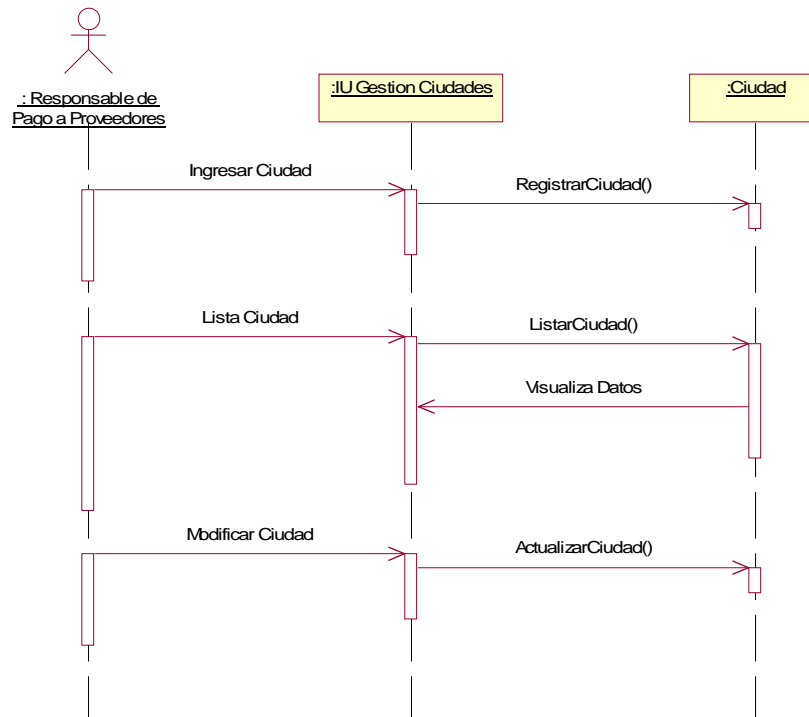 : Responsable de
Pago a Proveedores
:IU Gestion Ciudades
:Ciudad
Ingresar Ciudad
RegistrarCiudad()
Lista Ciudad
ListarCiudad()
Visualiza Datos
Modificar Ciudad
ActualizarCiudad()